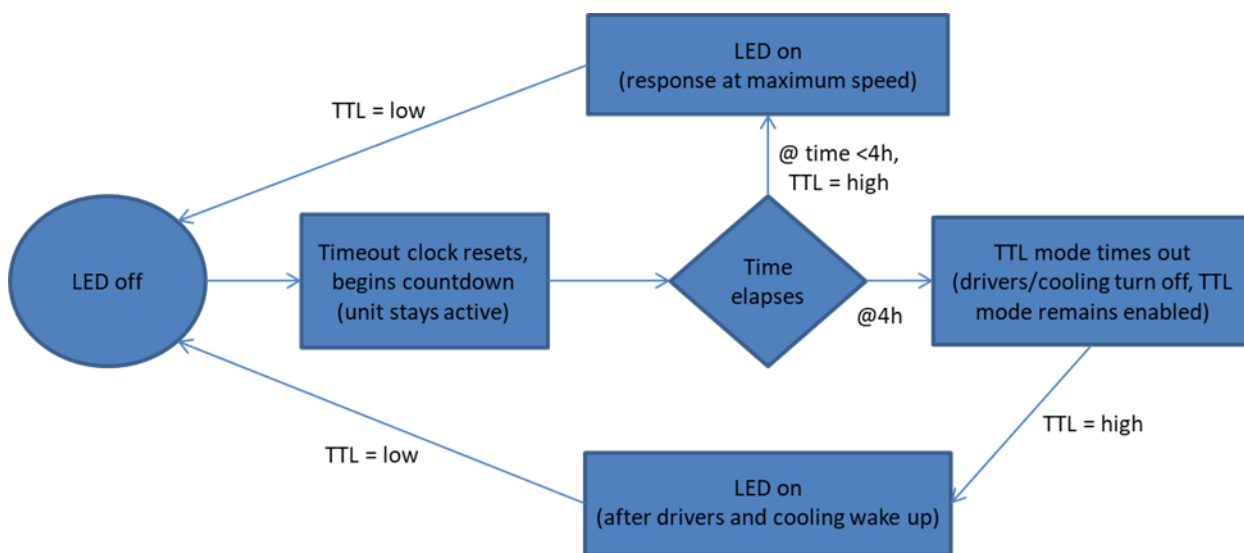 LED on
(response at maximum speed)
TTL = low
@ time <4h,
TTL = high
LED off
Timeout clock resets,
begins countdown
(unit stays active)
Time
elapses
@4h
TTL mode times out
(drivers/cooling turn off, TTL
mode remains enabled)
TTL = high
TTL = low
LED on
(after drivers and cooling wake up)